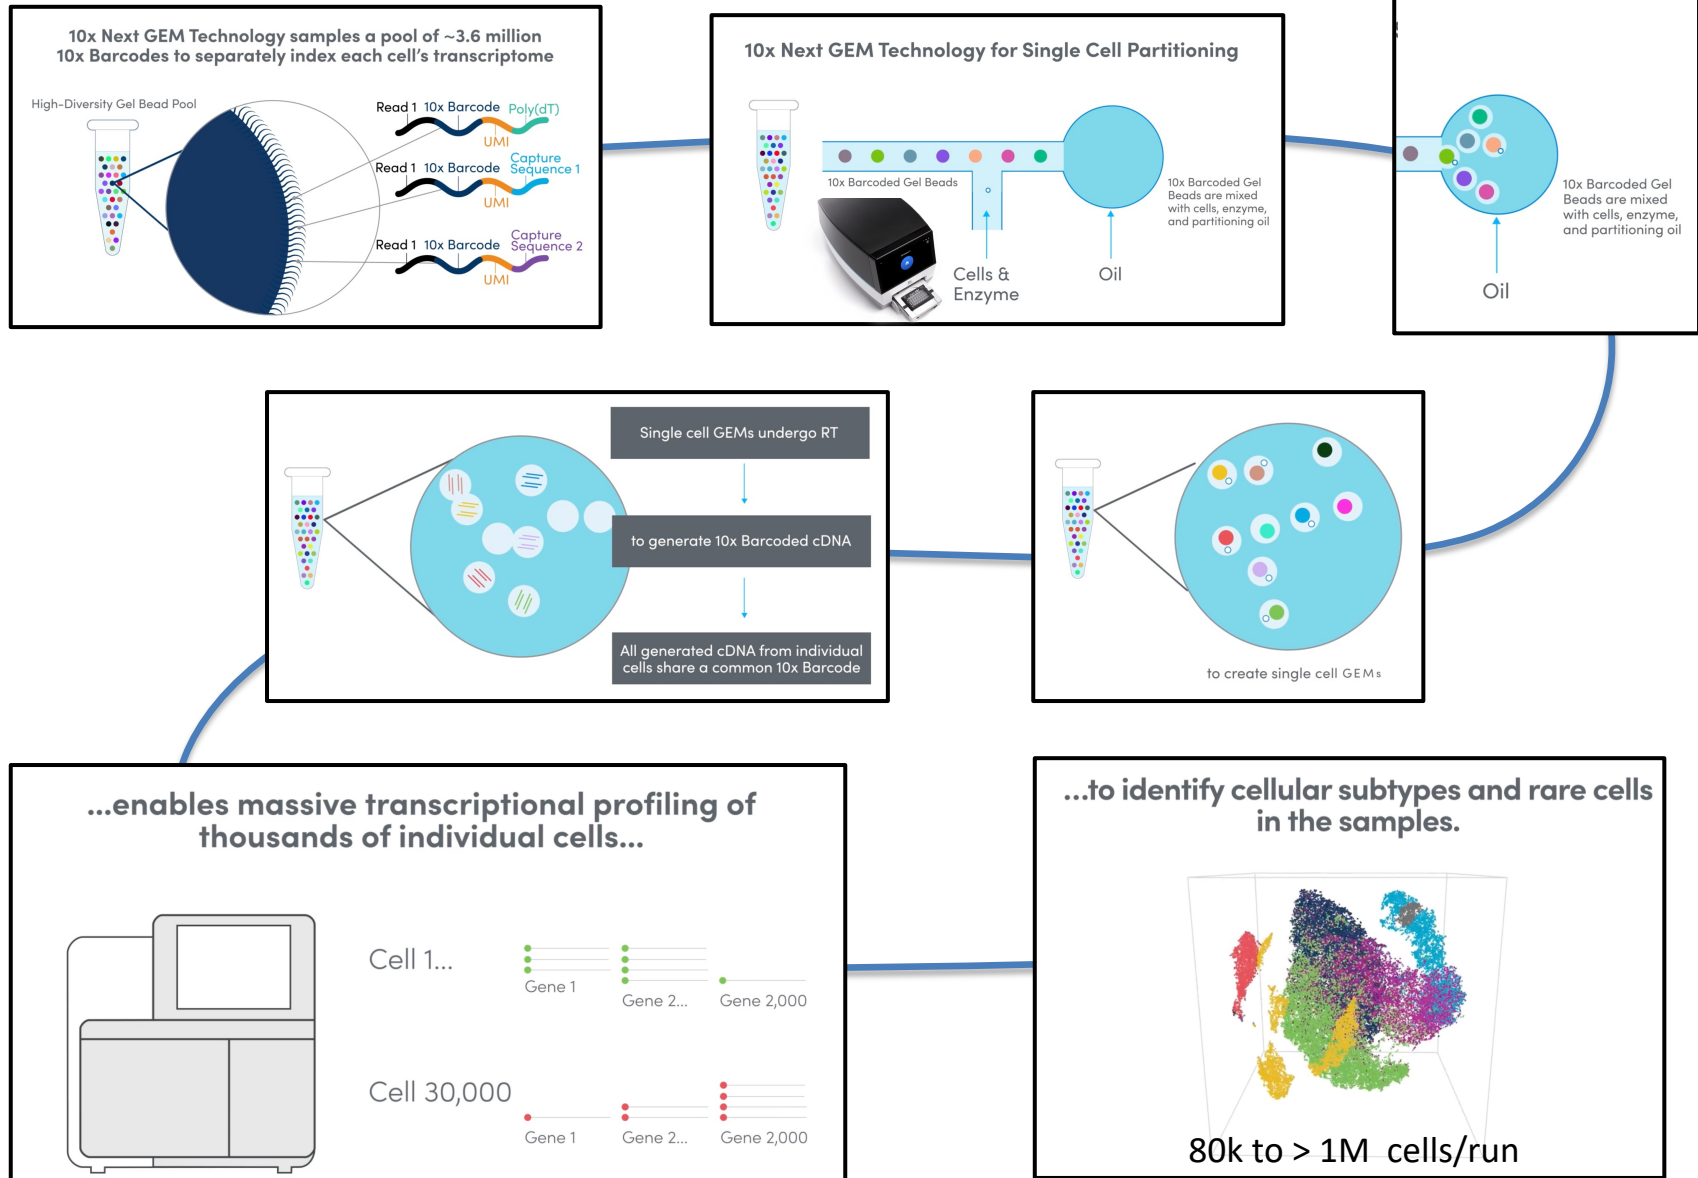 10x Next GEM Technology samples a pool of ~3.6 million
10x Barcodes to separately index each cell's transcriptome
High-Diversity Gel Bead Pool
Read 1 10x Barcode Poly(dT)
UMI
Read 1 10x Barcode Capture
Sequence 1
UMI
Read 1 10x Barcode Capture
Sequence 2
UMI
10x Next GEM Technology for Single Cell Partitioning
10x Barcoded Gel Beads
10x Barcoded Gel
Beads are mixed
with cells, enzyme,
and partitioning oil
Cells &
Enzyme
Oil
10x Barcoded Gel
Beads are mixed
with cells, enzyme,
and partitioning oil
Oil
Single cell GEMs undergo RT
to generate 10x Barcoded cDNA
All generated cDNA from individual
cells share a common 10x Barcode
to create single cell GEMs
...enables massive transcriptional profiling of
thousands of individual cells...
Cell 1...
Gene 1
Gene 2...
Gene 2,000
Cell 30,000
Gene 1
Gene 2...
Gene 2,000
...to identify cellular subtypes and rare cells
in the samples.
80k to > 1M cells/run